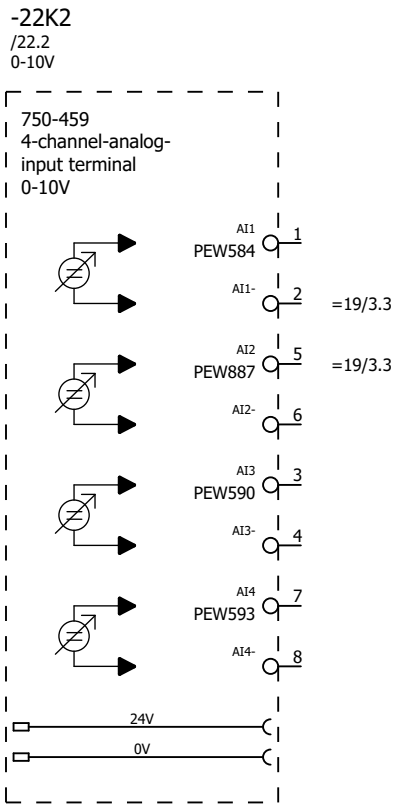 -22K2
/22.2
0-10V
750-459
4-channel-analog-
input terminal
0-10V
AI1
PEW584
1
AI1-
2
=19/3.3
AI2
PEW887
5
=19/3.3
AI2-
6
AI3
PEW590
3
AI3-
4
AI4
PEW593
7
AI4-
8
24V
0V